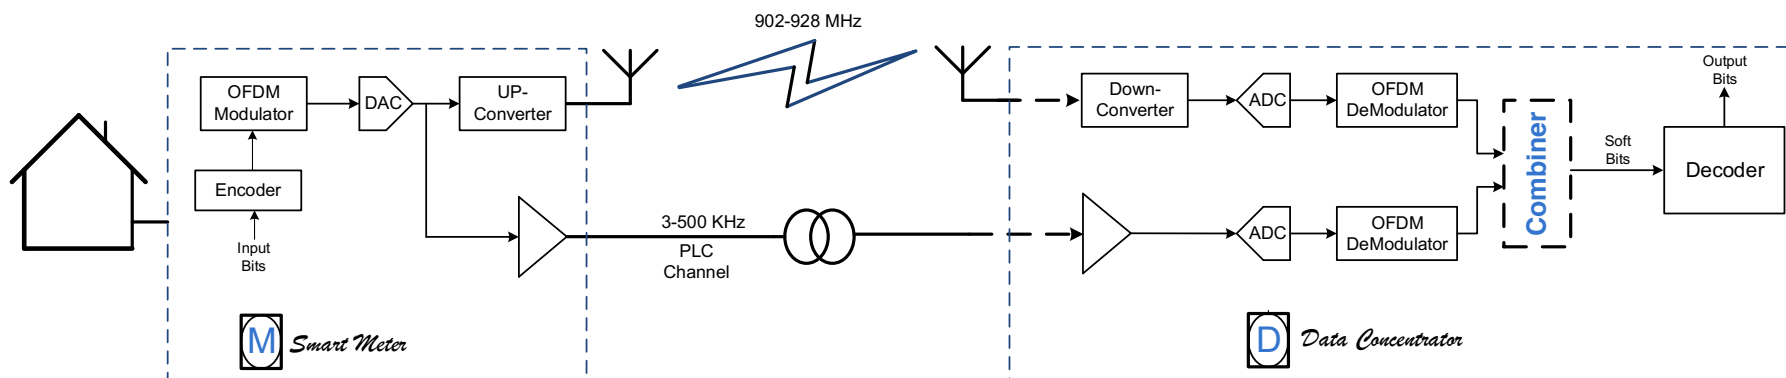 902-928 MHz
OFDM
Modulator
DAC
UP-
Converter
Encoder
Input
Bits
3-500 KHz
PLC
Channel
M
Smart Meter
Down-
Converter
ADC
OFDM
DeModulator
ADC
OFDM
DeModulator
Combiner
Soft
Bits
Output
Bits
Decoder
D
Data Concentrator